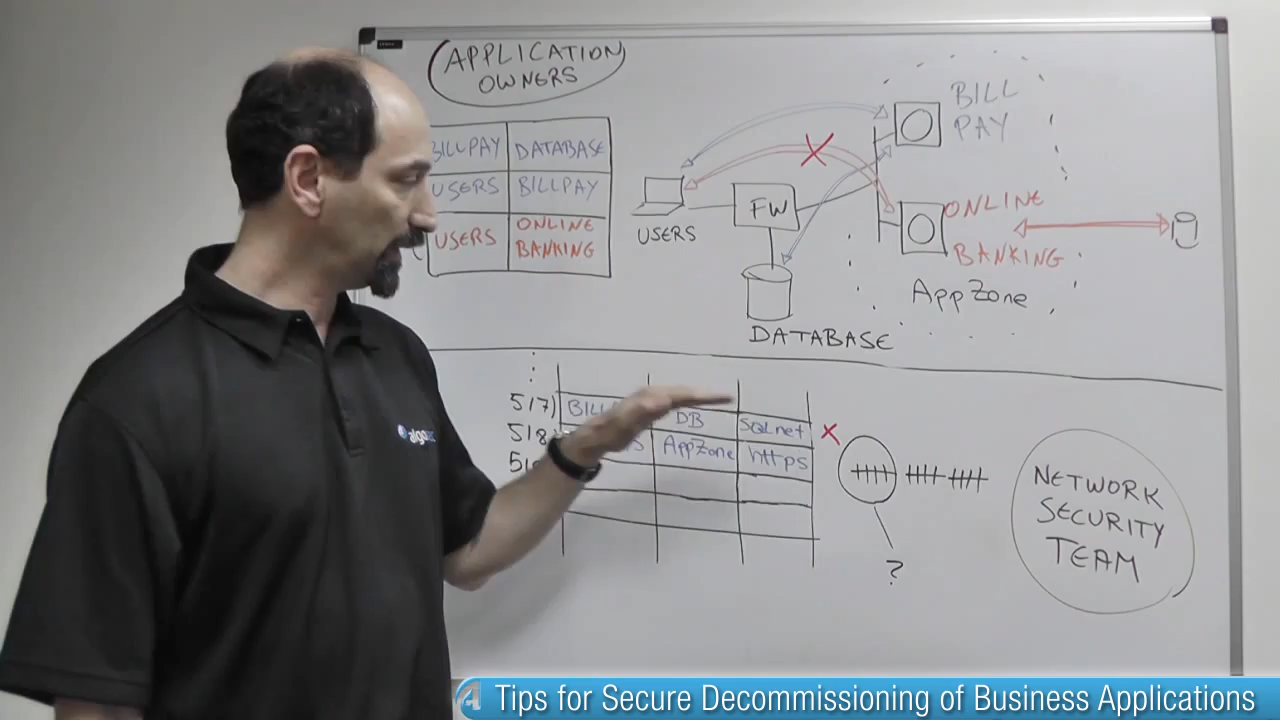 APPLICATION
OWNERS
BILLPAY DATABASE
USERS BILLPAY
USERS ONLINE
BANKING
USERS
FW
DATABASE
BILL
PAY
ONLINE
BANKING
AppZone
517) DB SQLnet X
518 AppZone https
?
NETWORK
SECURITY
TEAM
Tips for Secure Decommissioning of Business Applications